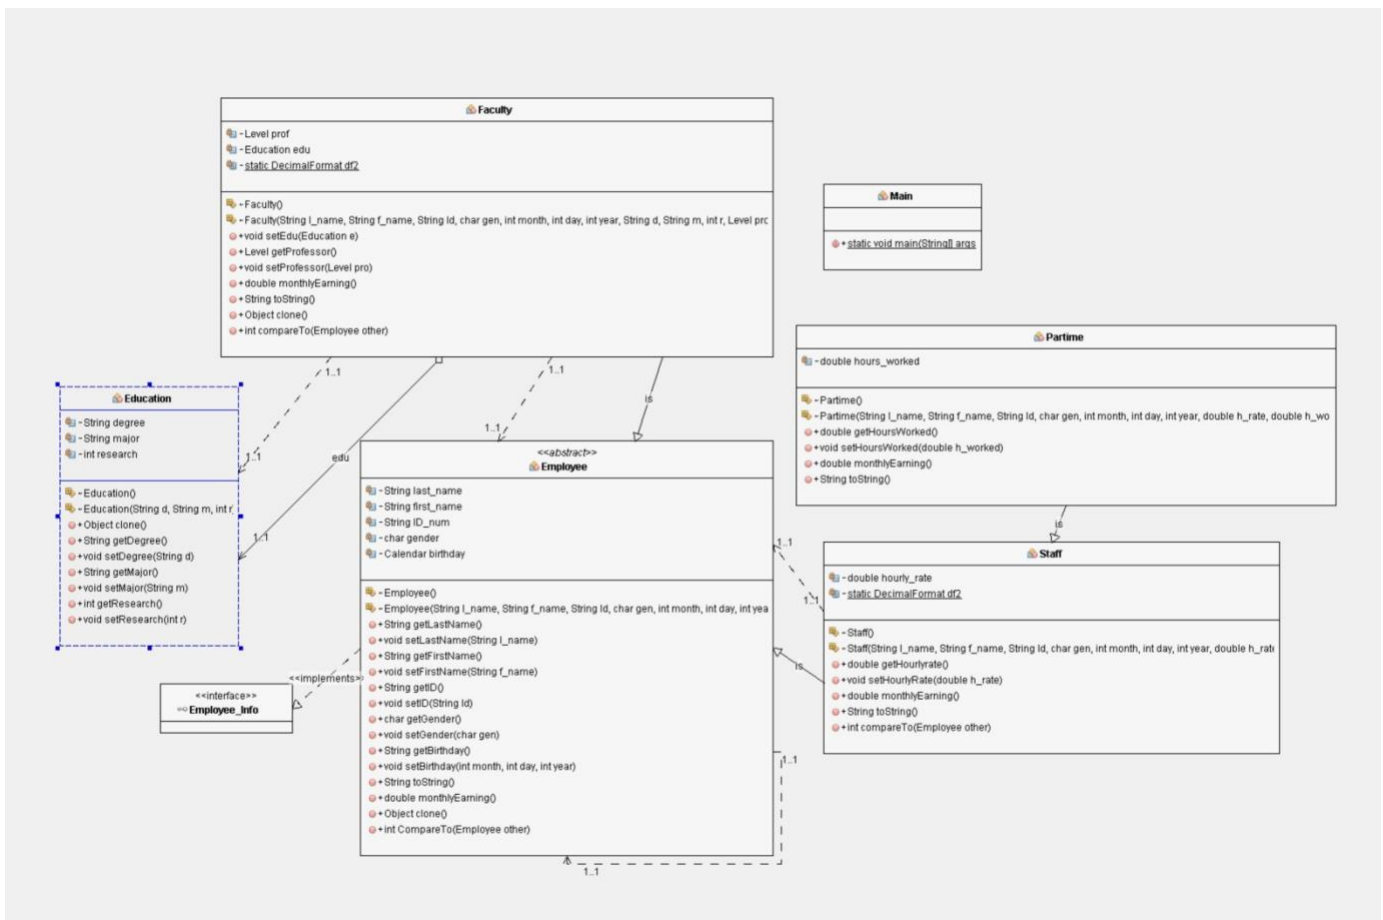 Faculty
-Level prof
-Education edu
-static DecimalFormat df2
-Faculty()
-Faculty(String l_name, String f_name, String Id, char gen, int month, int day, int year, String d, String m, int r, Level prc
+void setEdu(Education e)
+Level getProfessor()
+void setProfessor(Level pro)
+double monthlyEarning()
+String toString()
+Object clone()
+int compareTo(Employee other)
Main
+static void main(String[] args
Partime
-double hours_worked
-Partime()
-Partime(String l_name, String f_name, String Id, char gen, int month, int day, int year, double h_rate, double h_wo
+double getHoursWorked()
+void setHoursWorked(double h_worked)
+double monthlyEarning()
+String toString()
1..1
1..1
is
Education
-String degree
-String major
-int research
-Education()
-Education(String d, String m, int r
+Object clone()
+String getDegree()
+void setDegree(String d)
+String getMajor()
+void setMajor(String m)
+int getResearch()
+void setResearch(int r)
1..1
edu
1..1
1..1
<<abstract>>
Employee
-String last_name
-String first_name
-String ID_num
-char gender
-Calendar birthday
-Employee()
-Employee(String l_name, String f_name, String Id, char gen, int month, int day, int yea
+String getLastName()
+void setLastName(String l_name)
+String getFirstName()
+void setFirstName(String f_name)
+String getID()
+void setID(String Id)
+char getGender()
+void setGender(char gen)
+String getBirthday()
+void setBirthday(int month, int day, int year)
+String toString()
+double monthlyEarning()
+Object clone()
+int CompareTo(Employee other)
is
1..1
1..1
is
Staff
-double hourly_rate
-static DecimalFormat df2
-Staff()
-Staff(String l_name, String f_name, String Id, char gen, int month, int day, int year, double h_rate
+double getHourlyrate()
+void setHourlyRate(double h_rate)
+double monthlyEarning()
+String toString()
+int compareTo(Employee other)
<<implements>>
<<interface>>
Employee_Info
1..1
1..1